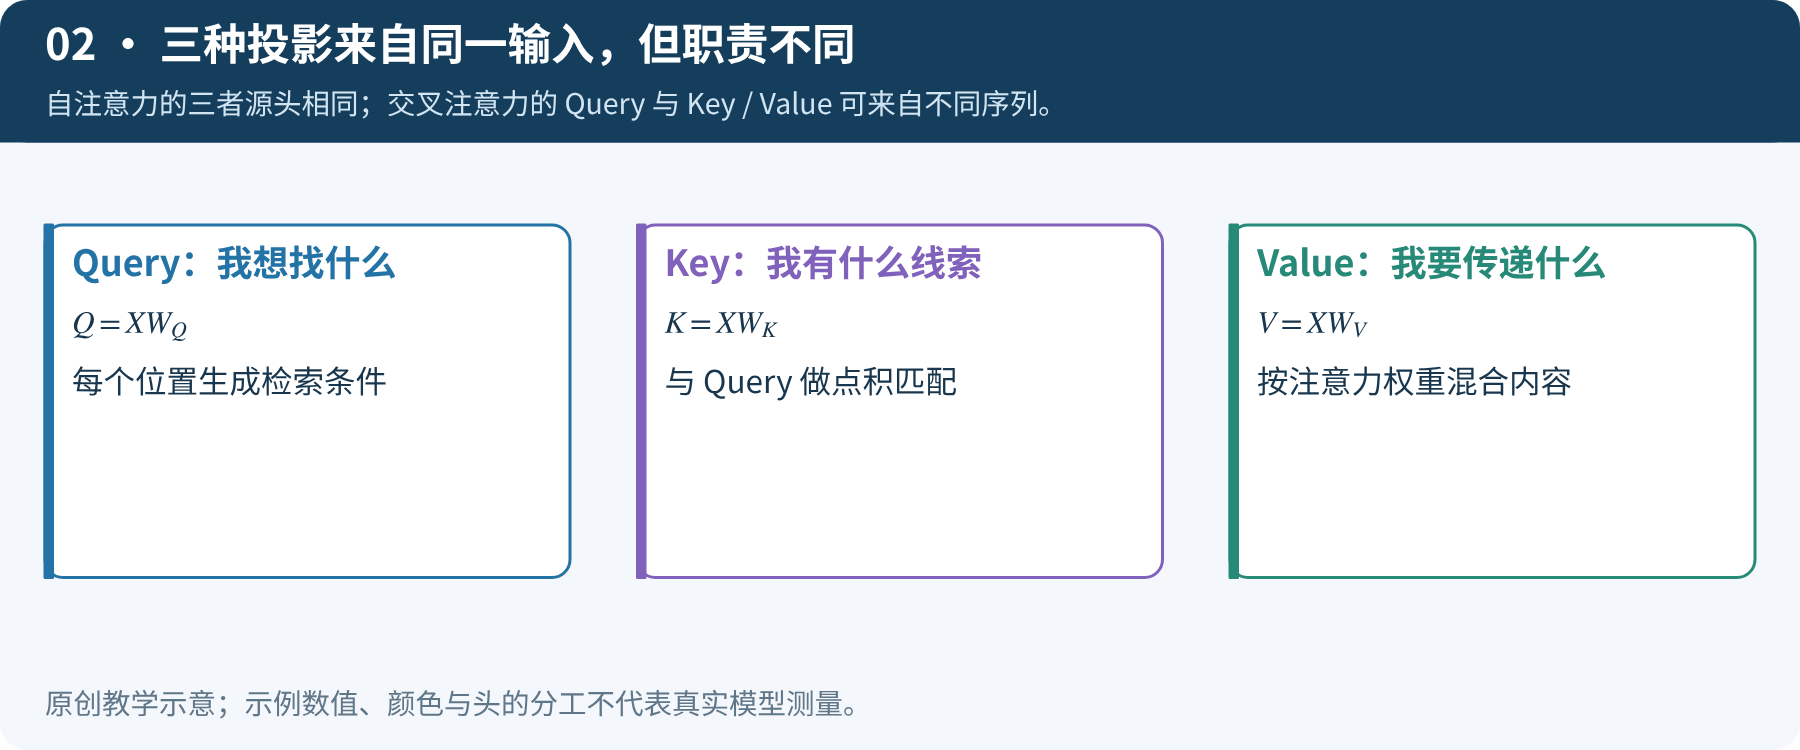 02 · 三种投影来自同一输入，但职责不同
自注意力的三者源头相同；交叉注意力的 Query 与 Key / Value 可来自不同序列。
Query：我想找什么
Q = XW_Q
每个位置生成检索条件
Key：我有什么线索
K = XW_K
与 Query 做点积匹配
Value：我要传递什么
V = XW_V
按注意力权重混合内容
原创教学示意；示例数值、颜色与头的分工不代表真实模型测量。